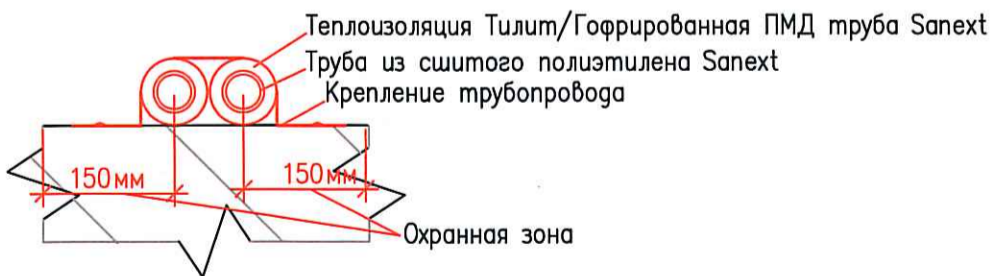 Теплоизоляция Тилит/Гофрированная ПМД труба Sanext
Труба из сшитого полиэтилена Sanext
Крепление трубопровода
150мм 150мм
Охранная зона